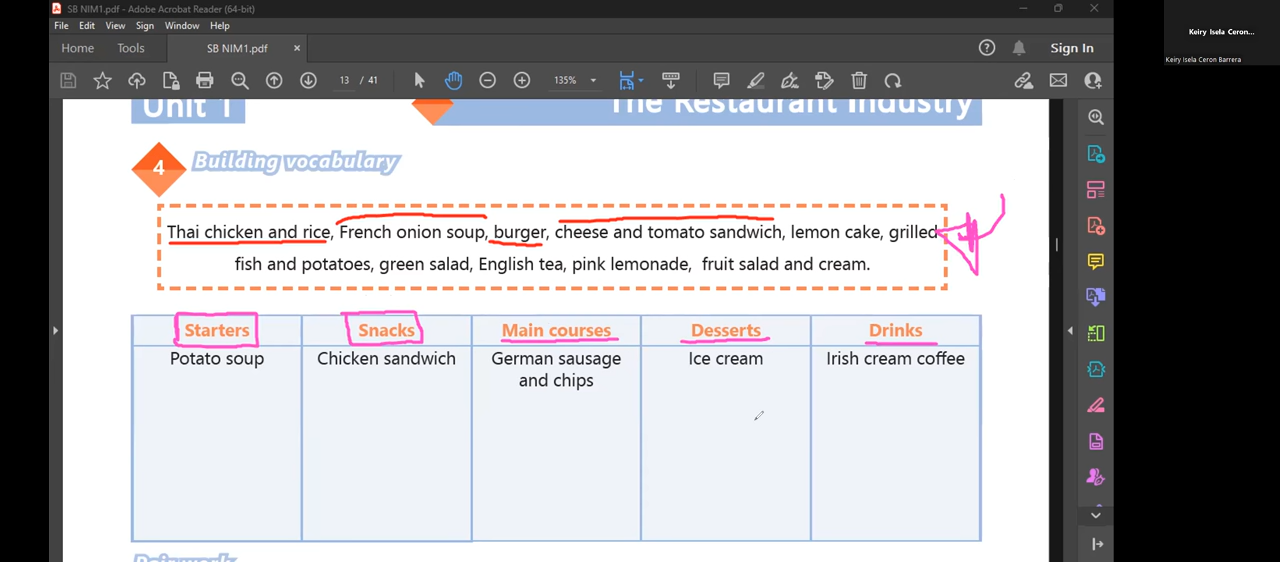 SB NIM1.pdf - Adobe Acrobat Reader (64-bit)
File Edit View Sign Window Help
Home Tools SB NIM1.pdf × Sign In
13 / 41 135%
Keiry Isela Ceron...
Keiry Isela Ceron Barrera
Unit 1 The Restaurant Industry
4 Building vocabulary
Thai chicken and rice, French onion soup, burger, cheese and tomato sandwich, lemon cake, grilled
fish and potatoes, green salad, English tea, pink lemonade, fruit salad and cream.
Starters Snacks Main courses Desserts Drinks
Potato soup Chicken sandwich German sausage Ice cream Irish cream coffee
and chips
Pairwork